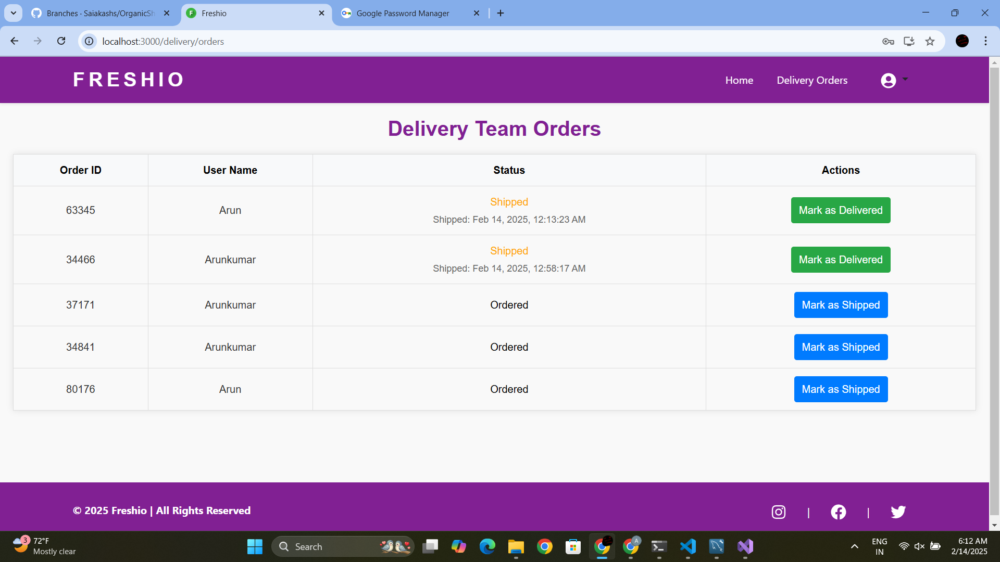 Branches · Saiakashs/OrganicSh
Freshio
Google Password Manager
localhost:3000/delivery/orders
FRESHIO
Home
Delivery Orders
Delivery Team Orders
Order ID
User Name
Status
Actions
63345
Arun
Shipped
Shipped: Feb 14, 2025, 12:13:23 AM
Mark as Delivered
34466
Arunkumar
Shipped
Shipped: Feb 14, 2025, 12:58:17 AM
Mark as Delivered
37171
Arunkumar
Ordered
Mark as Shipped
34841
Arunkumar
Ordered
Mark as Shipped
80176
Arun
Ordered
Mark as Shipped
© 2025 Freshio | All Rights Reserved
|
|
3
72°F
Mostly clear
Search
A
ENG
IN
6:12 AM
2/14/2025